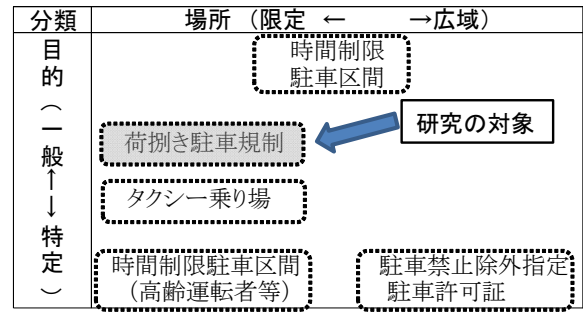 分類
場所 (限定 ← →広域)
目的(一般↑↓特定)
時間制限
駐車区間
研究の対象
荷捌き駐車規制
タクシー乗り場
時間制限駐車区間
(高齢運転者等)
駐車禁止除外指定
駐車許可証